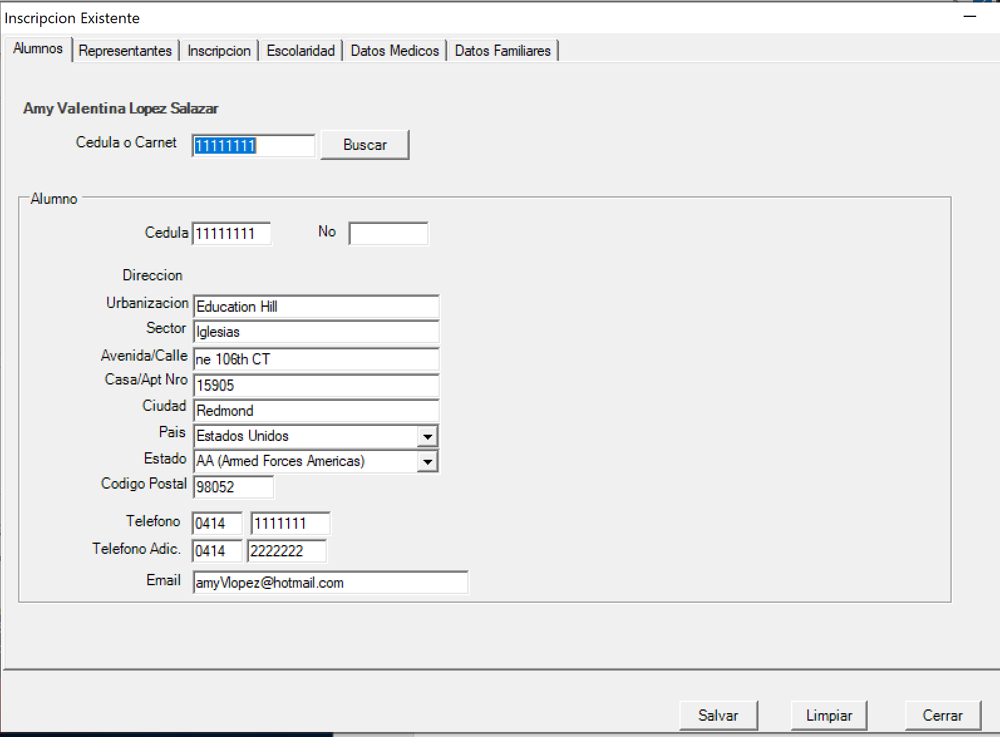 Inscripcion Existente
Alumnos Representantes Inscripcion Escolaridad Datos Medicos Datos Familiares
Amy Valentina Lopez Salazar
Cedula o Carnet 11111111 Buscar
Alumno
Cedula 11111111 No
Direccion
Urbanizacion Education Hill
Sector Iglesias
Avenida/Calle ne 106th CT
Casa/Apt Nro 15905
Ciudad Redmond
Pais Estados Unidos
Estado AA (Armed Forces Americas)
Codigo Postal 98052
Telefono 0414 1111111
Telefono Adic. 0414 2222222
Email amyVlopez@hotmail.com
Salvar Limpiar Cerrar